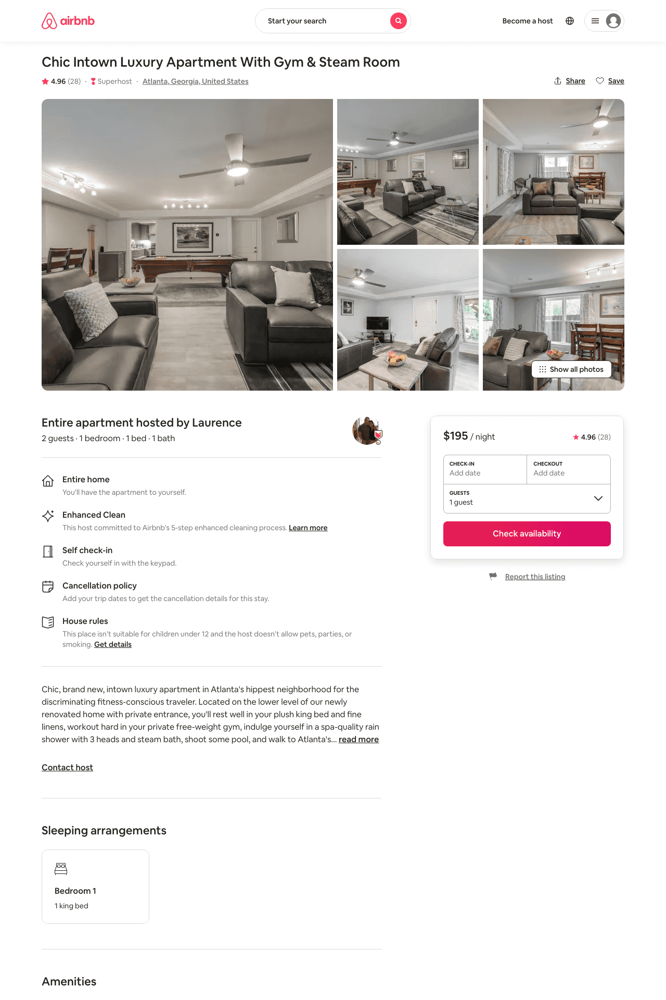 airbnb
Start your search
Become a host
Chic Intown Luxury Apartment With Gym & Steam Room
4.96 (28) · Superhost · Atlanta, Georgia, United States
Share
Save
Show all photos
Entire apartment hosted by Laurence
2 guests · 1 bedroom · 1 bed · 1 bath
Entire home
You'll have the apartment to yourself.
Enhanced Clean
This host committed to Airbnb's 5-step enhanced cleaning process. Learn more
Self check-in
Check yourself in with the keypad.
Cancellation policy
Add your trip dates to get the cancellation details for this stay.
House rules
This place isn't suitable for children under 12 and the host doesn't allow pets, parties, or
smoking. Get details
$195 / night
4.96 (28)
CHECK-IN
Add date
CHECKOUT
Add date
GUESTS
1 guest
Check availability
Report this listing
Chic, brand new, intown luxury apartment in Atlanta's hippest neighborhood for the
discriminating fitness-conscious traveler. Located on the lower level of our newly
renovated home with private entrance, you'll rest well in your plush king bed and fine
linens, workout hard in your private free-weight gym, indulge yourself in a spa-quality rain
shower with 3 heads and steam bath, shoot some pool, and walk to Atlanta's... read more
Contact host
Sleeping arrangements
Bedroom 1
1 king bed
Amenities